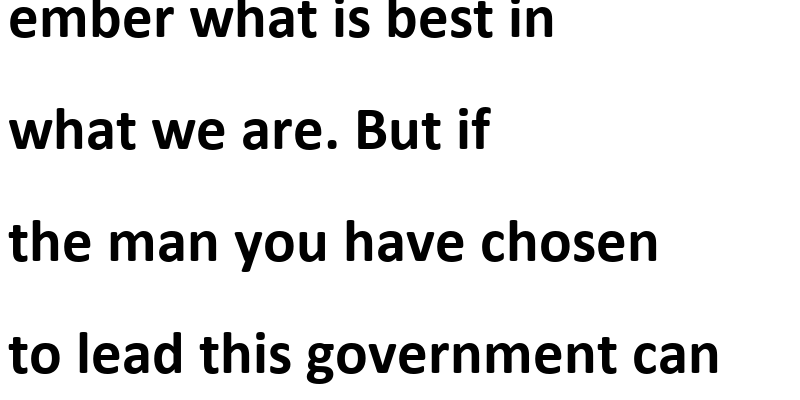 ember what is best in
what we are. But if
the man you have chosen
to lead this government can